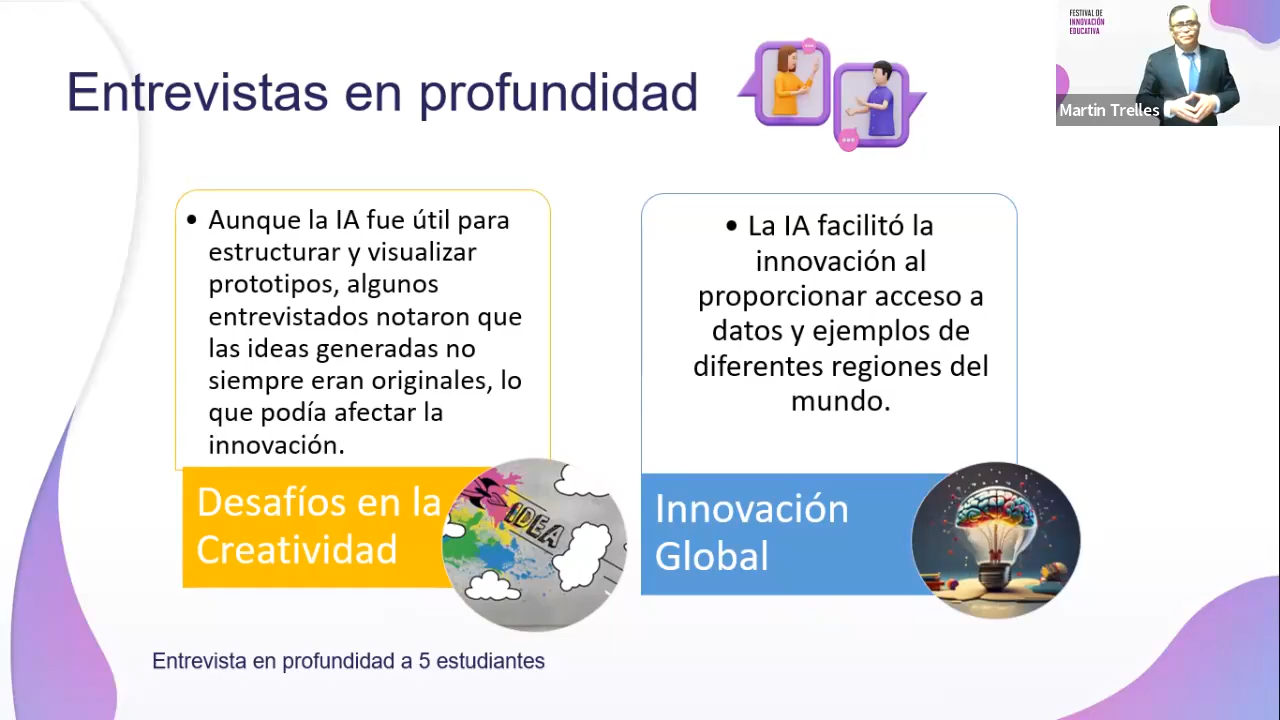 Entrevistas en profundidad
FESTIVAL DE
INNOVACIÓN
EDUCATIVA
Martin Trelles
• Aunque la IA fue útil para
estructurar y visualizar
prototipos, algunos
entrevistados notaron que
las ideas generadas no
siempre eran originales, lo
que podía afectar la
innovación.
Desafíos en la
Creatividad
IDEA
• La IA facilitó la
innovación al
proporcionar acceso a
datos y ejemplos de
diferentes regiones del
mundo.
Innovación
Global
Entrevista en profundidad a 5 estudiantes